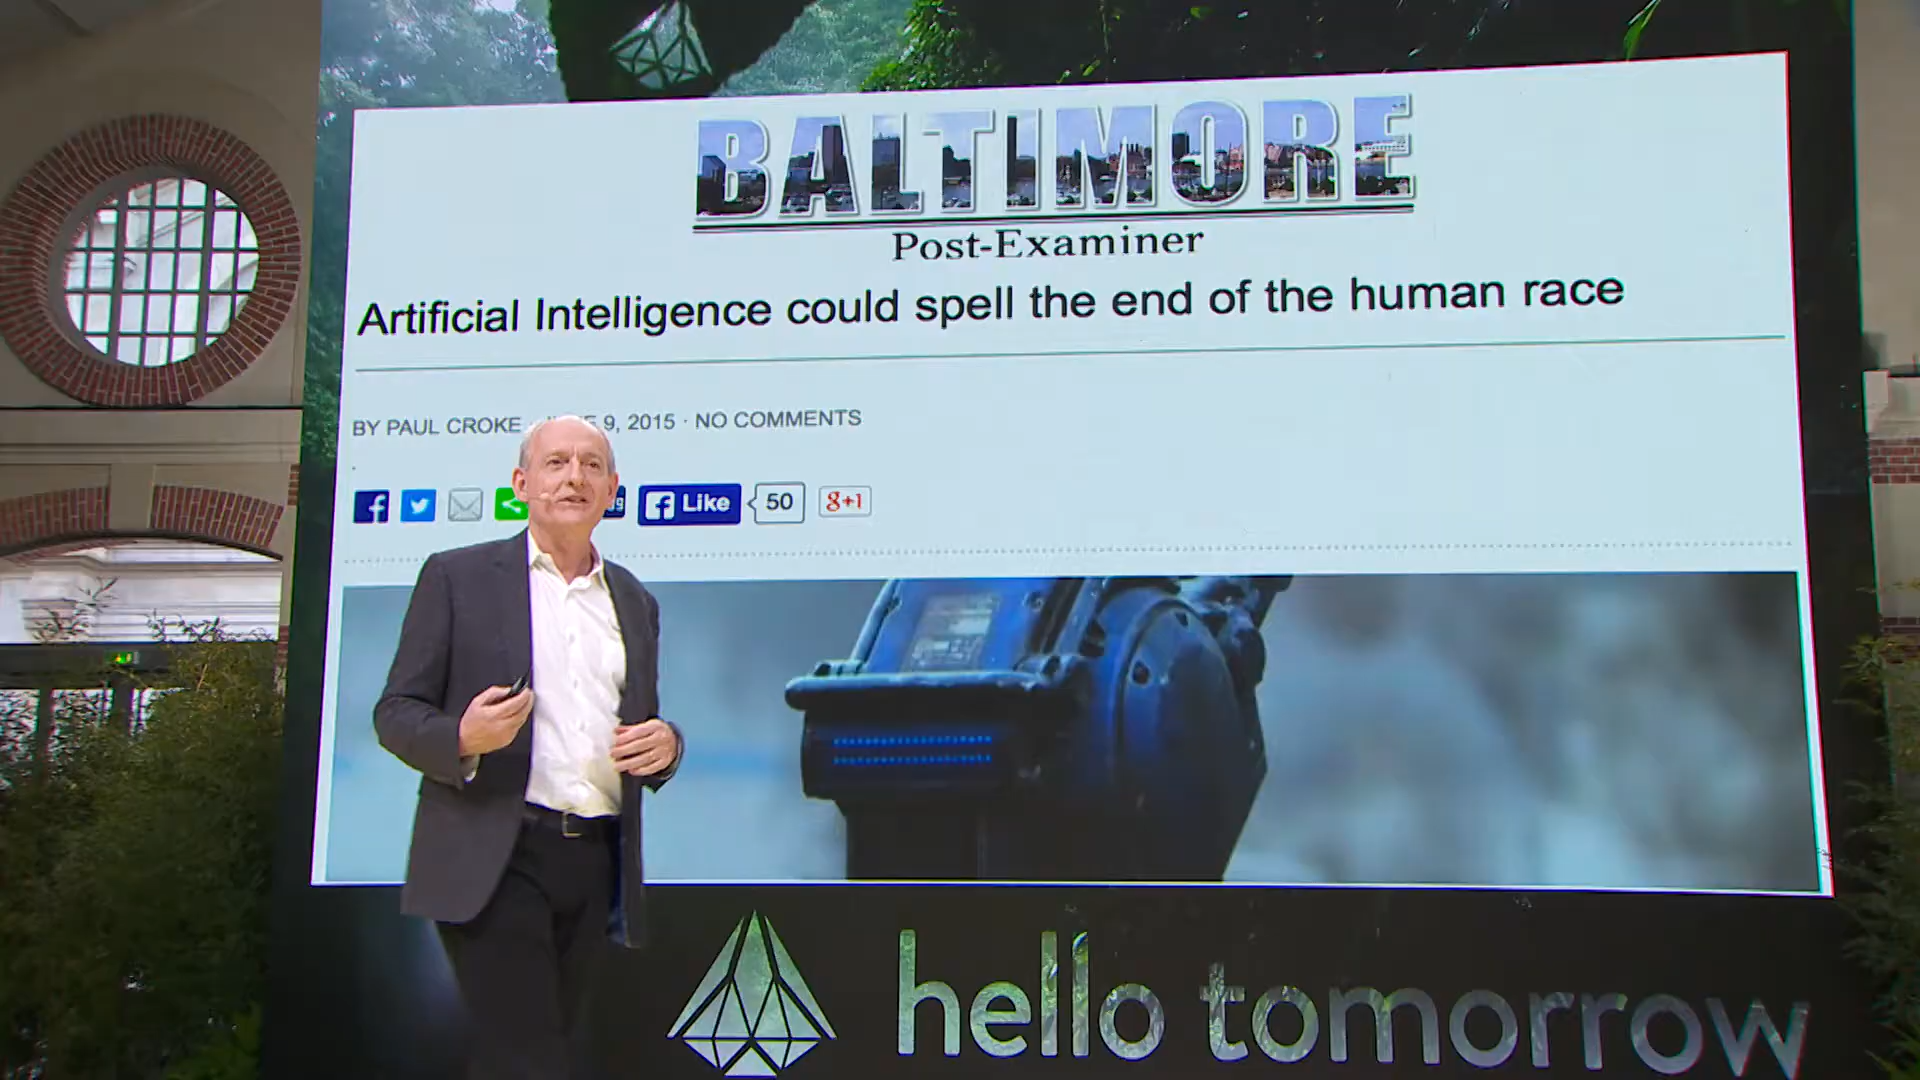 BALTIMORE
Post-Examiner
Artificial Intelligence could spell the end of the human race
BY PAUL CROKE 9, 2015 · NO COMMENTS
Like 50 g+1
hello tomorrow